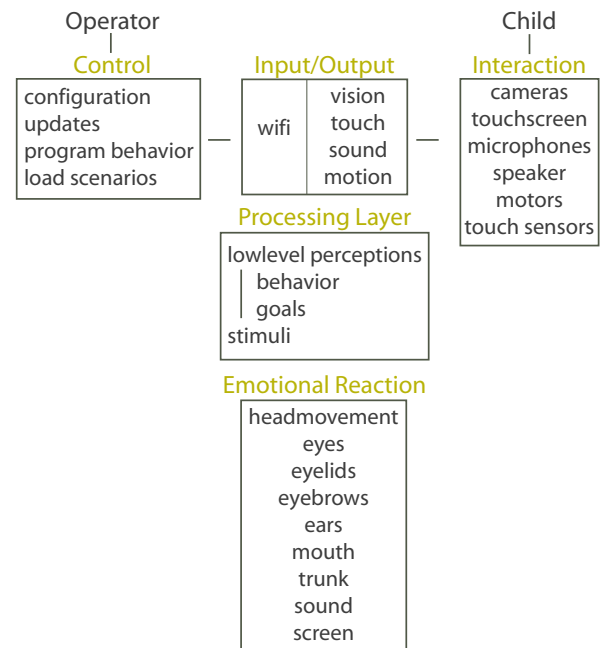 Operator
Child
Control
Input/Output
Interaction
configuration
updates
program behavior
load scenarios
wifi
vision
touch
sound
motion
cameras
touchscreen
microphones
speaker
motors
touch sensors
Processing Layer
lowlevel perceptions
behavior
goals
stimuli
Emotional Reaction
headmovement
eyes
eyelids
eyebrows
ears
mouth
trunk
sound
screen